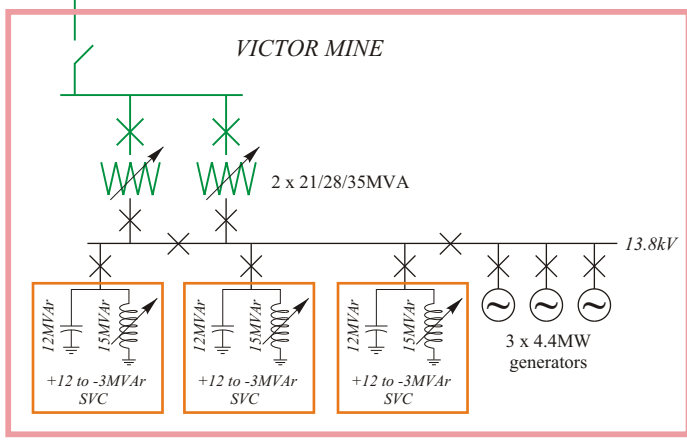 VICTOR MINE
2 x 21/28/35MVA
13.8kV
12MVAr
15MVAr
+12 to -3MVAr
SVC
12MVAr
15MVAr
+12 to -3MVAr
SVC
12MVAr
15MVAr
+12 to -3MVAr
SVC
3 x 4.4MW
generators